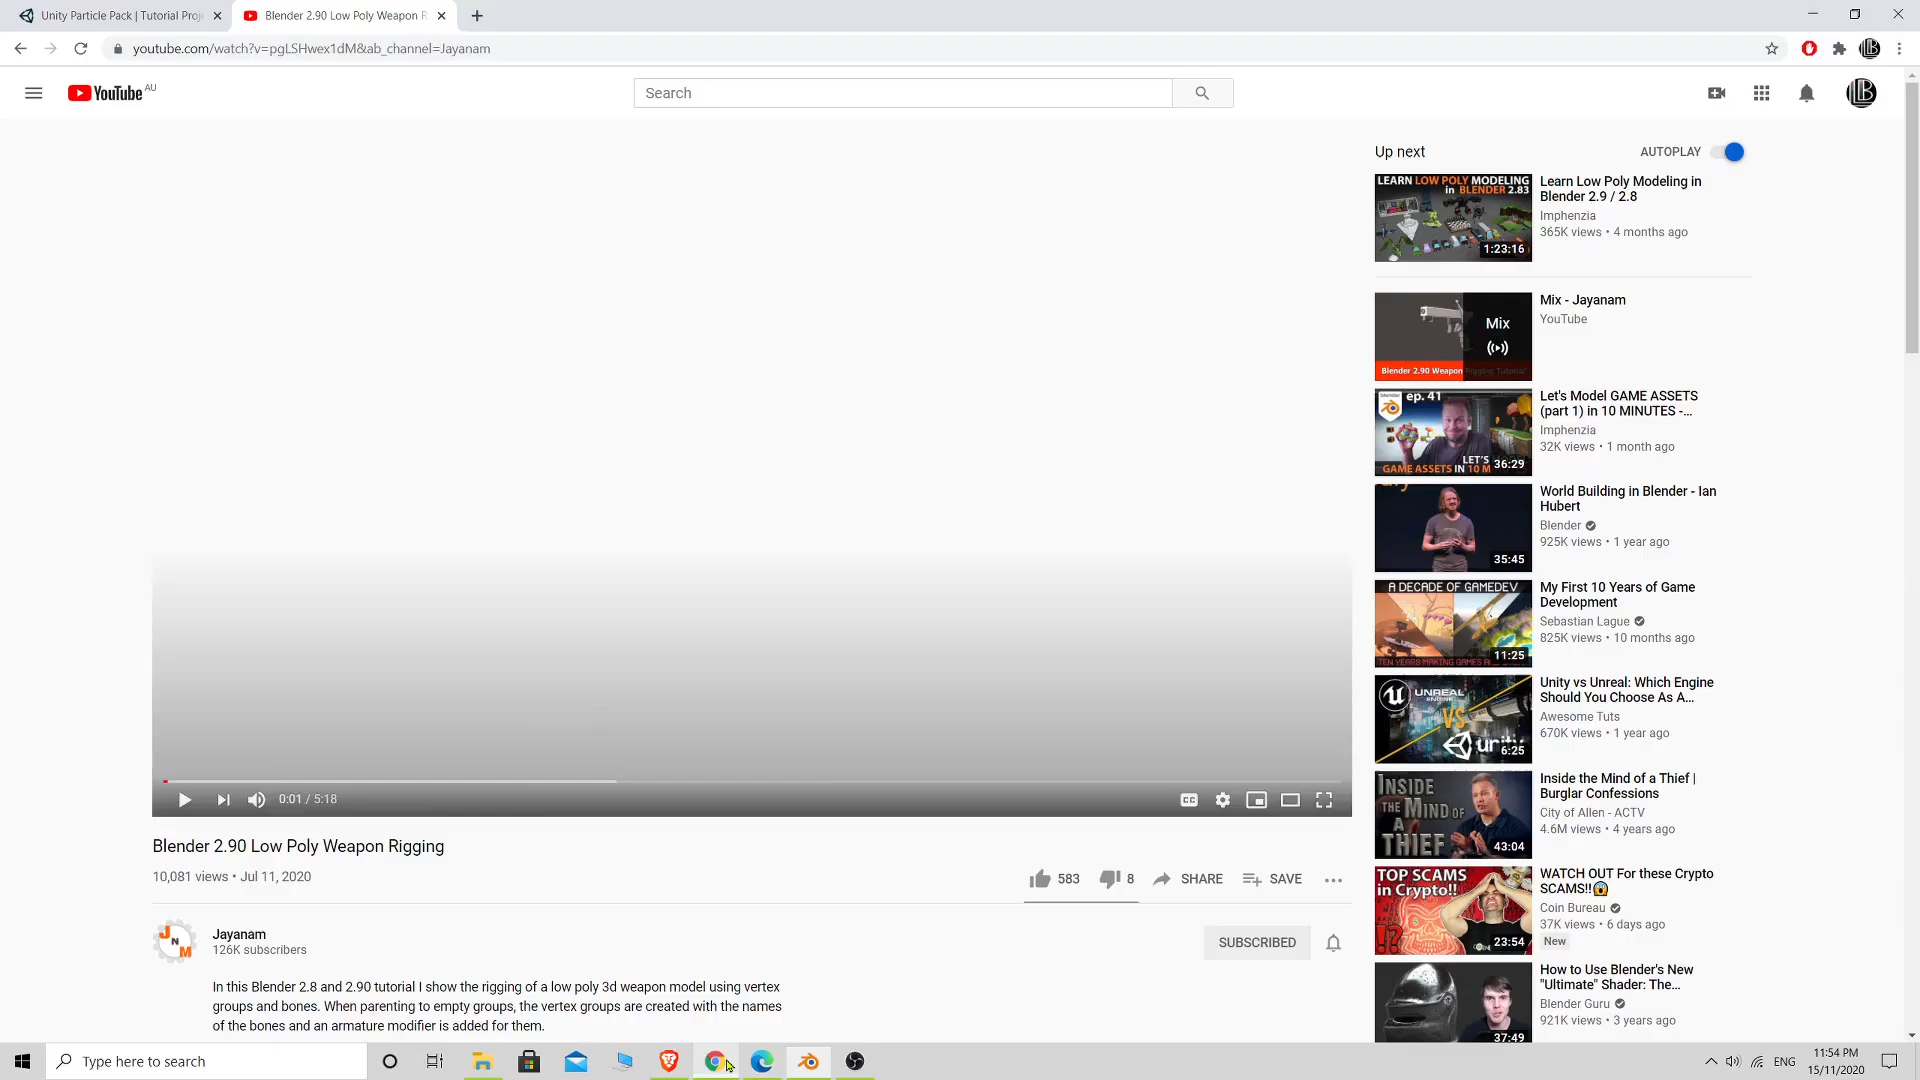 Unity Particle Pack | Tutorial Proj
Blender 2.90 Low Poly Weapon R
youtube.com/watch?v=pgLSHwex1dM&ab_channel=Jayanam
YouTube AU
Search
Up next
AUTOPLAY
LEARN LOW POLY MODELING
in BLENDER 2.83
1:23:16
Learn Low Poly Modeling in
Blender 2.9 / 2.8
Imphenzia
365K views • 4 months ago
Mix
Blender 2.90 Weapon Rigging Tutorial
Mix - Jayanam
YouTube
ep. 41
LET'S
GAME ASSETS IN 10 M
36:29
Let's Model GAME ASSETS
(part 1) in 10 MINUTES -...
Imphenzia
32K views • 1 month ago
35:45
World Building in Blender - Ian
Hubert
Blender
925K views • 1 year ago
A DECADE OF GAMEDEV
TEN YEARS MAKING GAMES
11:25
My First 10 Years of Game
Development
Sebastian Lague
825K views • 10 months ago
UNREAL
ENGINE
VS
unity
6:25
Unity vs Unreal: Which Engine
Should You Choose As A...
Awesome Tuts
670K views • 1 year ago
INSIDE
THE MIND OF
A
THIEF
43:04
Inside the Mind of a Thief |
Burglar Confessions
City of Allen - ACTV
4.6M views • 4 years ago
TOP SCAMS
in Crypto!!
23:54
WATCH OUT For these Crypto
SCAMS!!😱
Coin Bureau
37K views • 6 days ago
New
37:49
How to Use Blender's New
"Ultimate" Shader: The...
Blender Guru
921K views • 3 years ago
0:01 / 5:18
CC
Blender 2.90 Low Poly Weapon Rigging
10,081 views • Jul 11, 2020
583
8
SHARE
SAVE
JNM
Jayanam
126K subscribers
SUBSCRIBED
In this Blender 2.8 and 2.90 tutorial I show the rigging of a low poly 3d weapon model using vertex
groups and bones. When parenting to empty groups, the vertex groups are created with the names
of the bones and an armature modifier is added for them.
Type here to search
ENG
11:54 PM
15/11/2020